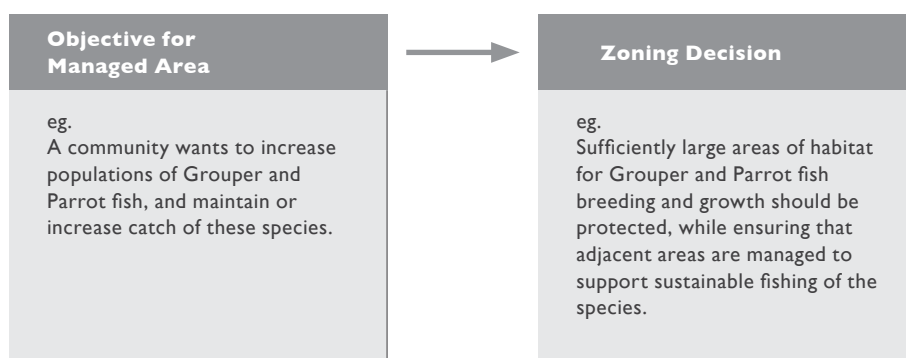 Objective for
Managed Area
eg.
A community wants to increase
populations of Grouper and
Parrot fish, and maintain or
increase catch of these species.
Zoning Decision
eg.
Sufficiently large areas of habitat
for Grouper and Parrot fish
breeding and growth should be
protected, while ensuring that
adjacent areas are managed to
support sustainable fishing of the
species.